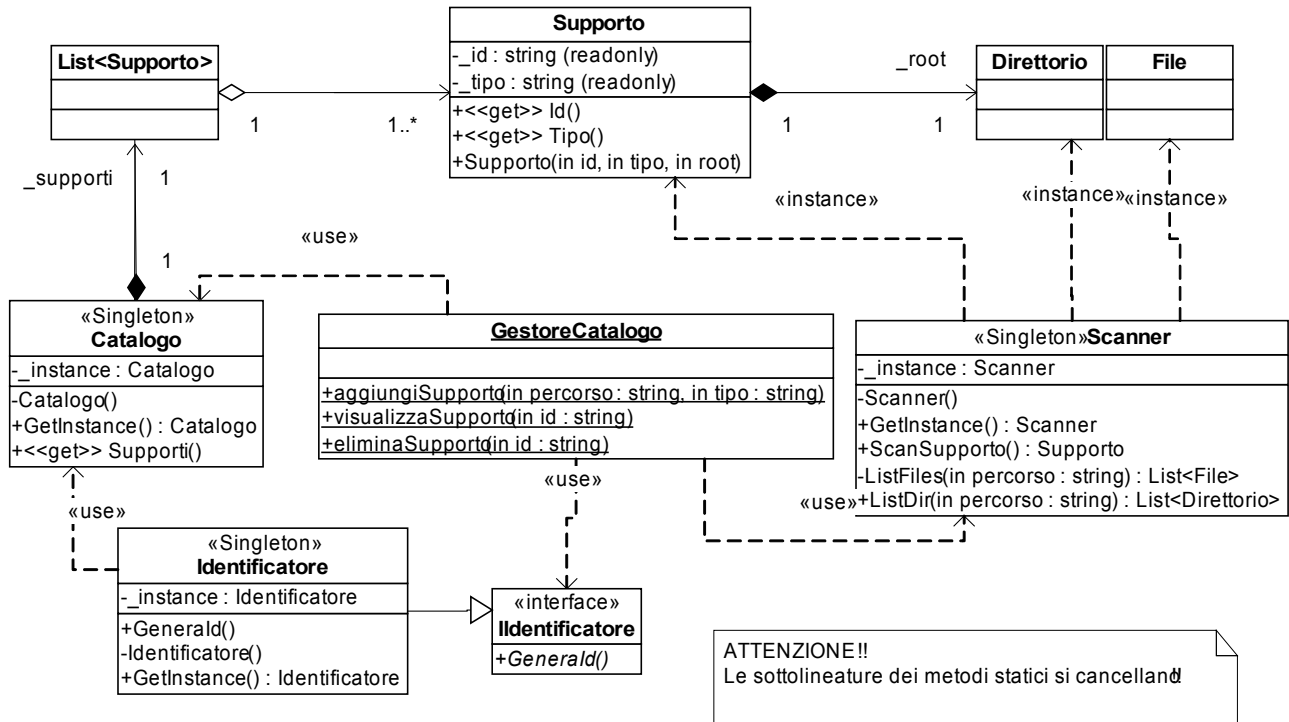 List<Supporto>
1
1..*
Supporto
-_id : string (readonly)
-_tipo : string (readonly)
+<<get>> Id()
+<<get>> Tipo()
+Supporto(in id, in tipo, in root)
_root
1
1
Direttorio
File
_supporti
1
1
«use»
«instance»
«instance»
«instance»
«Singleton»
Catalogo
-_instance : Catalogo
-Catalogo()
+GetInstance() : Catalogo
+<<get>> Supporti()
GestoreCatalogo
+aggiungiSupporto(in percorso : string, in tipo : string)
+visualizzaSupporto(in id : string)
+eliminaSupporto(in id : string)
«Singleton»Scanner
-_instance : Scanner
-Scanner()
+GetInstance() : Scanner
+ScanSupporto() : Supporto
-ListFiles(in percorso : string) : List<File>
+ListDir(in percorso : string) : List<Direttorio>
«use»
«use»
«use»
«Singleton»
Identificatore
-_instance : Identificatore
+GeneraId()
-Identificatore()
+GetInstance() : Identificatore
«interface»
IIdentificatore
+GeneraId()
ATTENZIONE!!
Le sottolineature dei metodi statici si cancellano!!